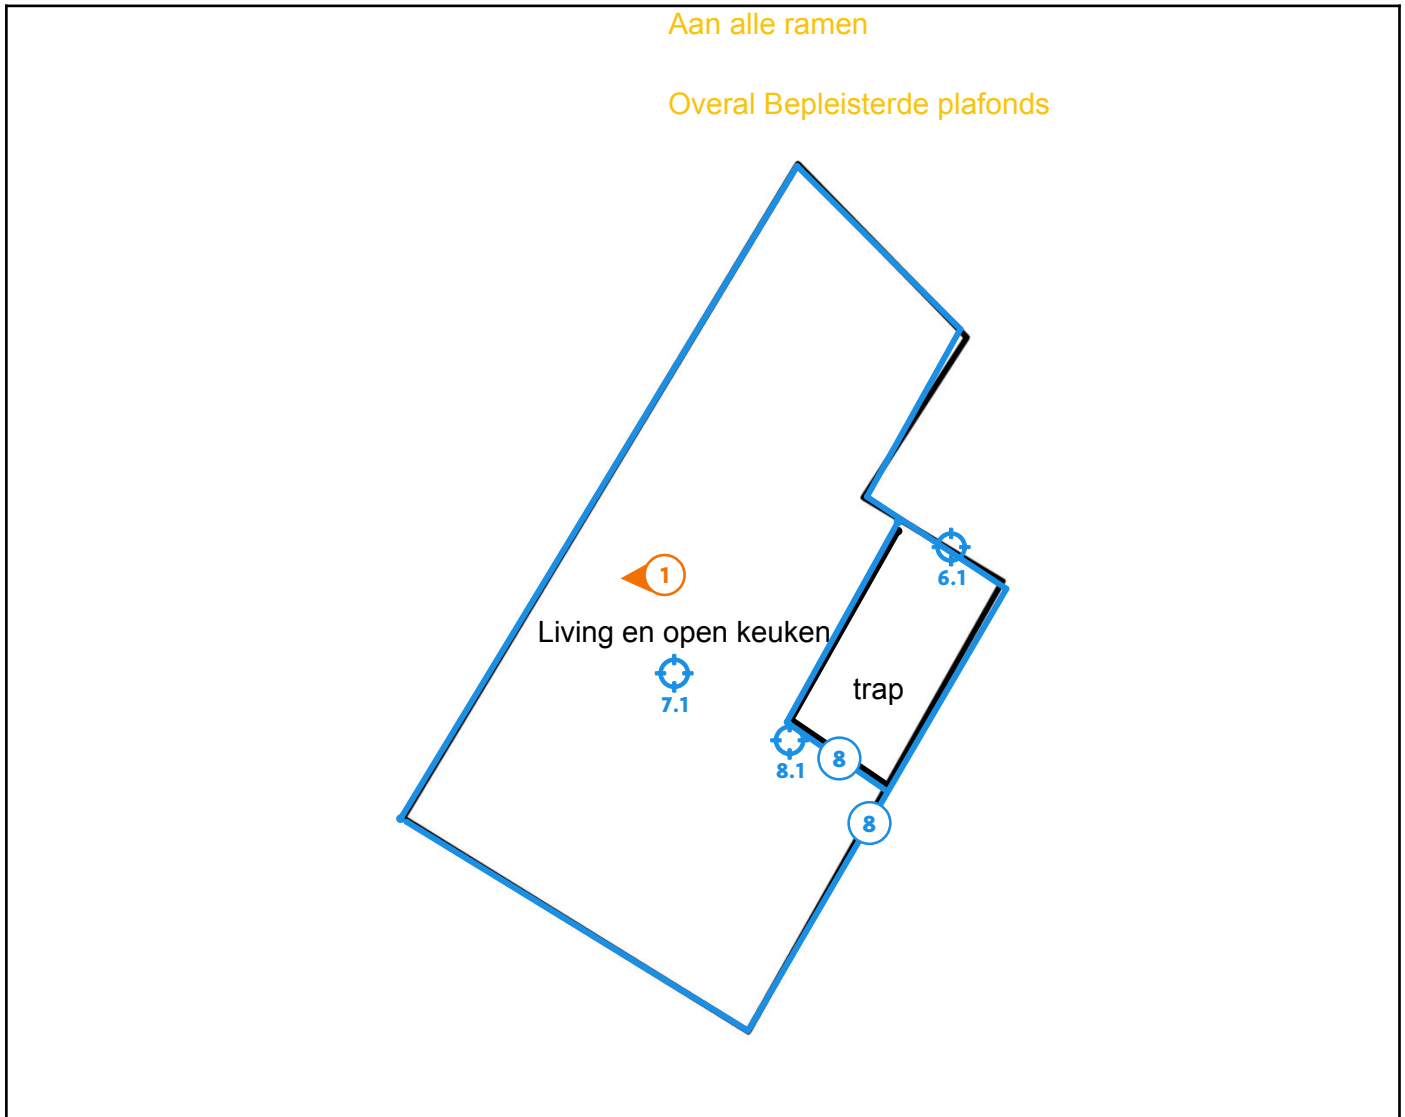 Aan alle ramen
Overal Bepleisterde plafonds
1
6.1
Living en open keuken
7.1
trap
8.1
8
8